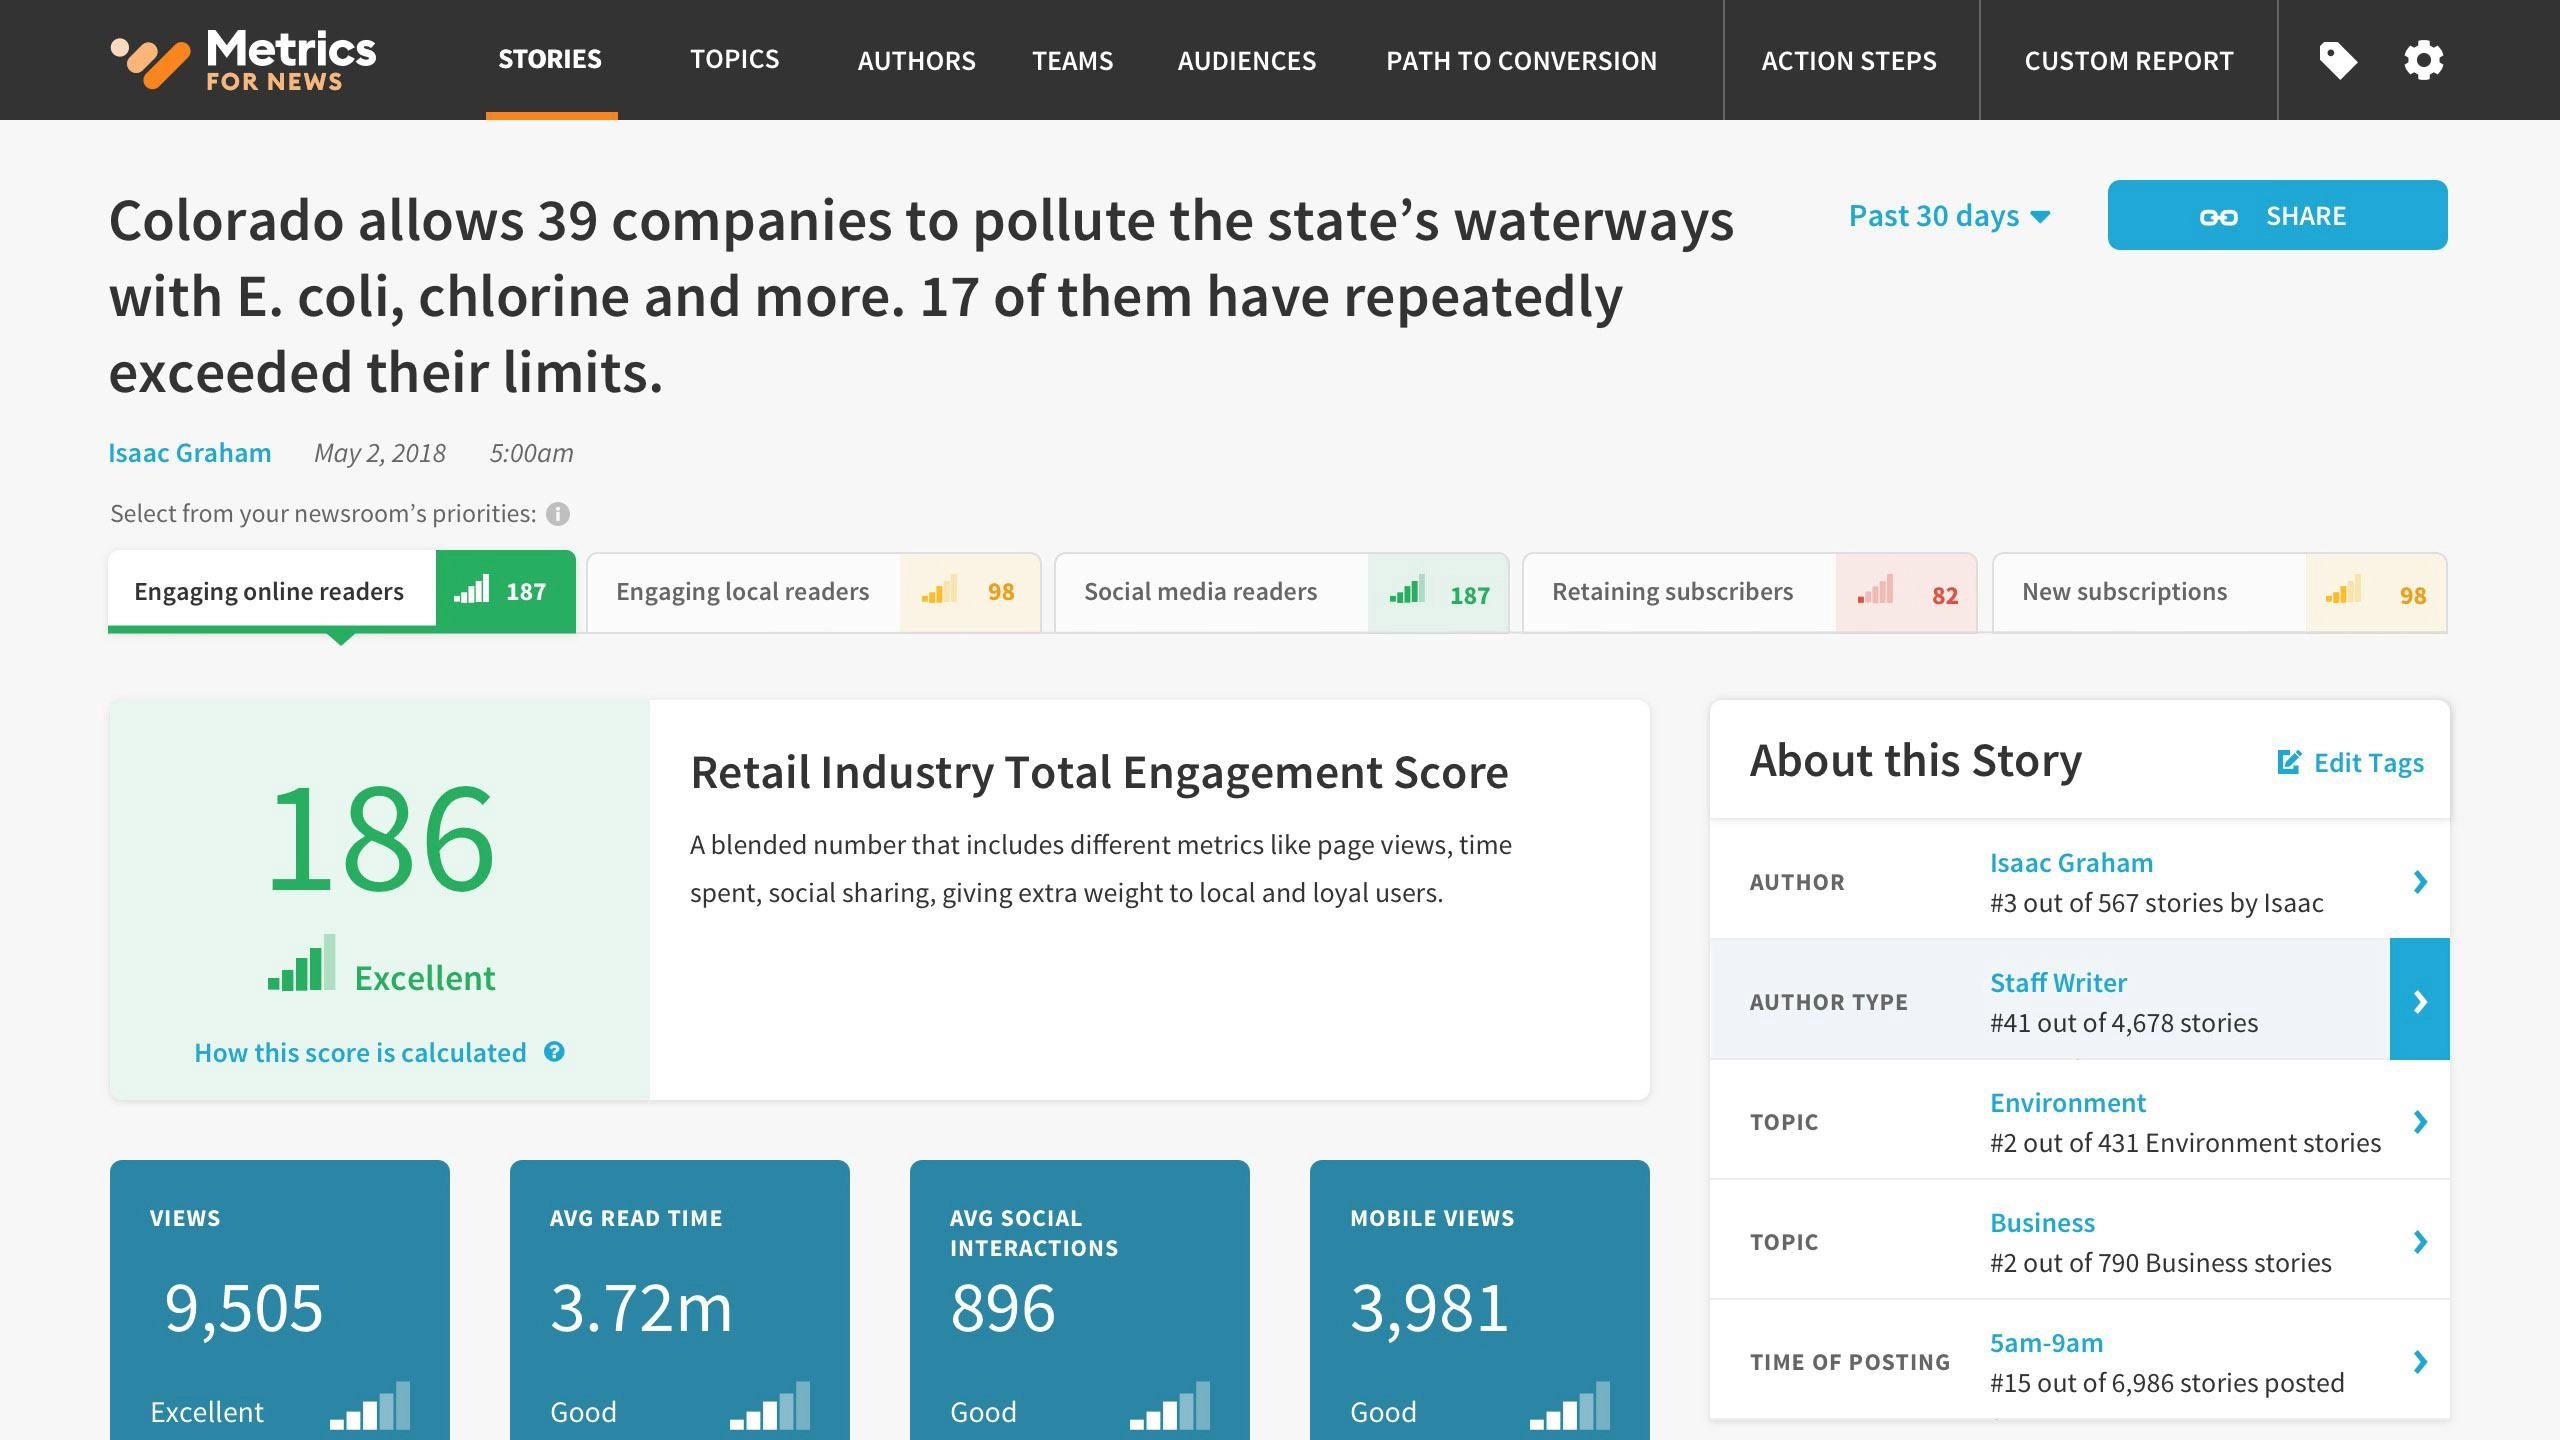 Metrics
FOR NEWS
STORIES
TOPICS
AUTHORS
TEAMS
AUDIENCES
PATH TO CONVERSION
ACTION STEPS
CUSTOM REPORT
Colorado allows 39 companies to pollute the state’s waterways
with E. coli, chlorine and more. 17 of them have repeatedly
exceeded their limits.
Past 30 days
SHARE
Isaac Graham May 2, 2018 5:00am
Select from your newsroom’s priorities:
Engaging online readers 187
Engaging local readers 98
Social media readers 187
Retaining subscribers 82
New subscriptions 98
186
Excellent
How this score is calculated
Retail Industry Total Engagement Score
A blended number that includes different metrics like page views, time
spent, social sharing, giving extra weight to local and loyal users.
VIEWS
9,505
Excellent
AVG READ TIME
3.72m
Good
AVG SOCIAL
INTERACTIONS
896
Good
MOBILE VIEWS
3,981
Good
About this Story
Edit Tags
AUTHOR
Isaac Graham
#3 out of 567 stories by Isaac
AUTHOR TYPE
Staff Writer
#41 out of 4,678 stories
TOPIC
Environment
#2 out of 431 Environment stories
TOPIC
Business
#2 out of 790 Business stories
TIME OF POSTING
5am-9am
#15 out of 6,986 stories posted